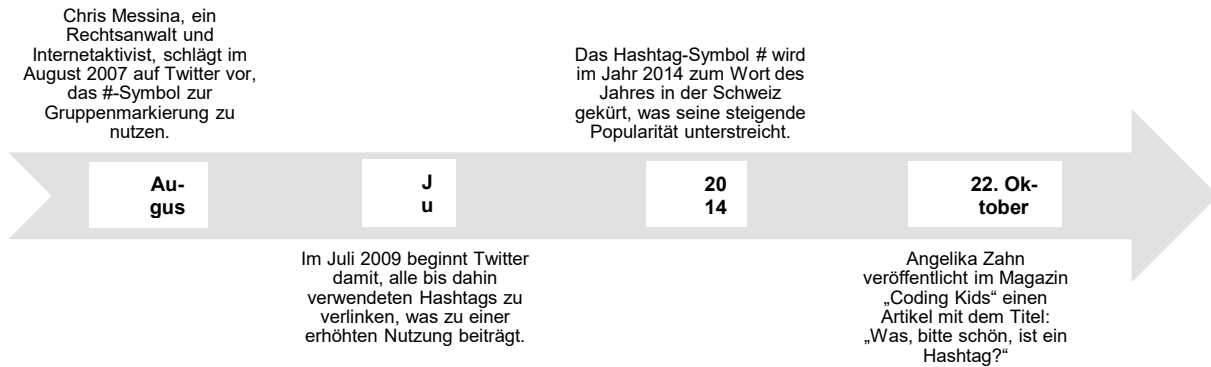 Chris Messina, ein
Rechtsanwalt und
Internetaktivist, schlägt im
August 2007 auf Twitter vor,
das #-Symbol zur
Gruppenmarkierung zu
nutzen.
Das Hashtag-Symbol # wird
im Jahr 2014 zum Wort des
Jahres in der Schweiz
gekürt, was seine steigende
Popularität unterstreicht.
Au-
gus
J
u
20
14
22. Ok-
tober
Im Juli 2009 beginnt Twitter
damit, alle bis dahin
verwendeten Hashtags zu
verlinken, was zu einer
erhöhten Nutzung beiträgt.
Angelika Zahn
veröffentlicht im Magazin
„Coding Kids“ einen
Artikel mit dem Titel:
„Was, bitte schön, ist ein
Hashtag?“